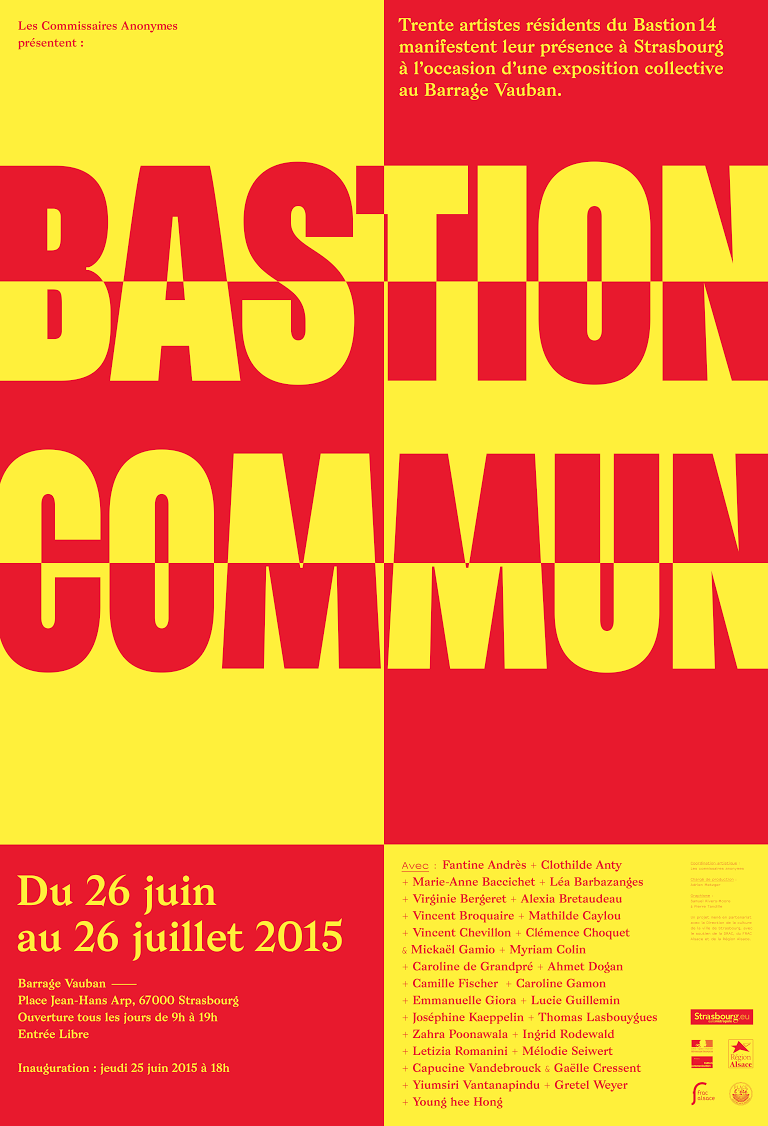 Les Commissaires Anonymes
présentent :
Trente artistes résidents du Bastion 14
manifestent leur présence à Strasbourg
à l'occasion d'une exposition collective
au Barrage Vauban.
BASTION
COMMUN
Du 26 juin
au 26 juillet 2015
Barrage Vauban ——
Place Jean-Hans Arp, 67000 Strasbourg
Ouverture tous les jours de 9h à 19h
Entrée Libre
Inauguration : jeudi 25 juin 2015 à 18h
Avec : Fantine Andrès + Clothilde Anty
+ Marie-Anne Baccichet + Léa Barbazanges
+ Virginie Bergeret + Alexia Bretaudeau
+ Vincent Broquaire + Mathilde Caylou
+ Vincent Chevillon + Clémence Choquet
& Mickaël Gamio + Myriam Colin
+ Caroline de Grandpré + Ahmet Dogan
+ Camille Fischer + Caroline Gamon
+ Emmanuelle Giora + Lucie Guillemin
+ Joséphine Kaeppelin + Thomas Lasbouygues
+ Zahra Poonawala + Ingrid Rodewald
+ Letizia Romanini + Mélodie Seiwert
+ Capucine Vandebrouck & Gaëlle Cressent
+ Yiumsiri Vantanapindu + Gretel Weyer
+ Young hee Hong
Strasbourg.eu
Région
Alsace
frac
alsace